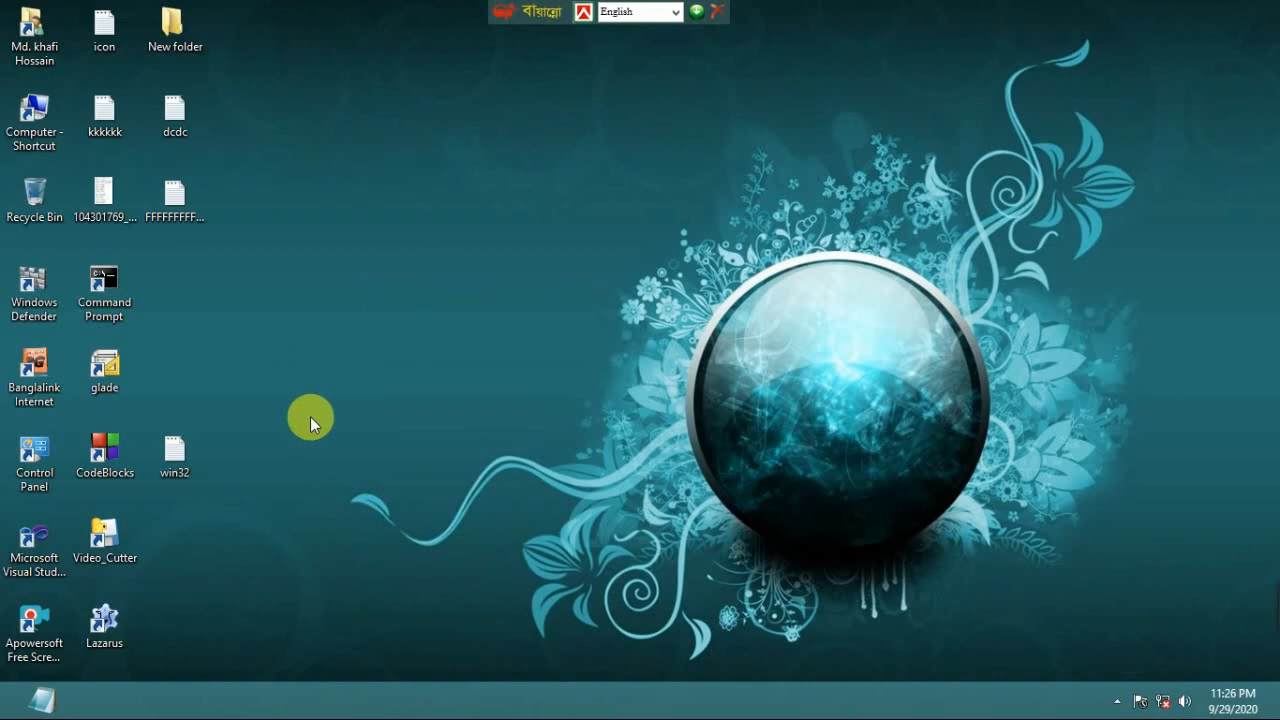 বায়ান্নো
English
Md. khafi
Hossain
icon
New folder
Computer -
Shortcut
kkkkkk
dcdc
Recycle Bin
104301769_...
FFFFFFFFF...
Windows
Defender
Command
Prompt
Banglalink
Internet
glade
Control
Panel
CodeBlocks
win32
Microsoft
Visual Stud...
Video_Cutter
Apowersoft
Free Scre...
Lazarus
11:26 PM
9/29/2020